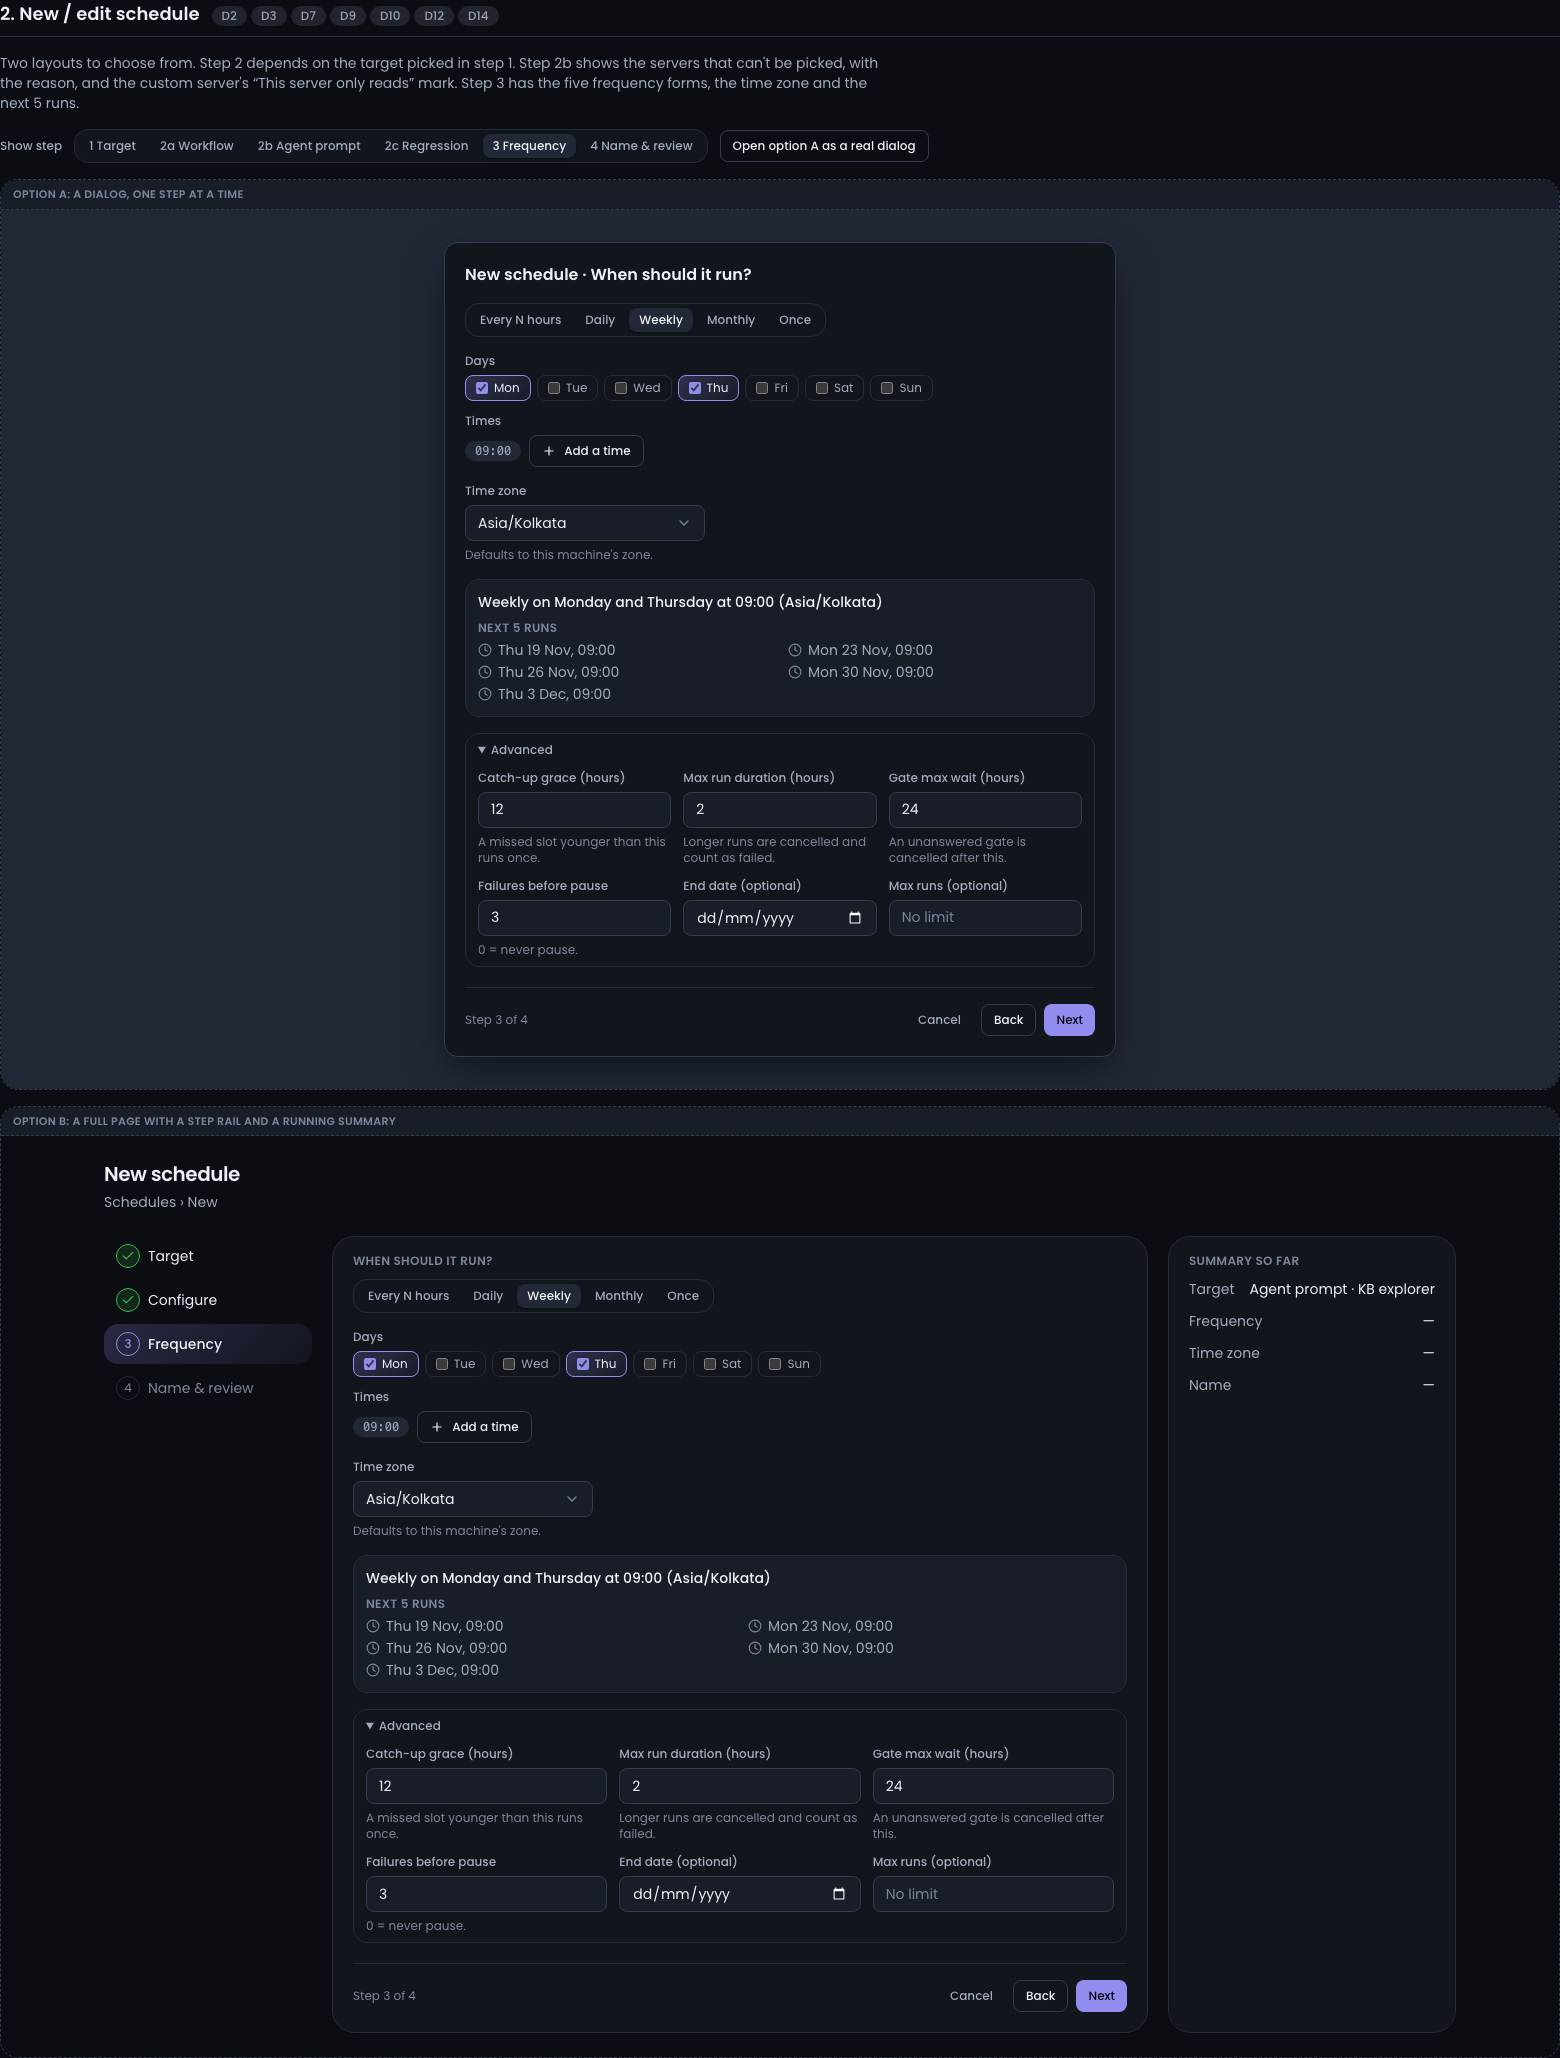 2. New / edit schedule D2 D3 D7 D9 D10 D12 D14
Two layouts to choose from. Step 2 depends on the target picked in step 1. Step 2b shows the servers that can't be picked, with
the reason, and the custom server's “This server only reads” mark. Step 3 has the five frequency forms, the time zone and the
next 5 runs.
Show step 1 Target 2a Workflow 2b Agent prompt 2c Regression 3 Frequency 4 Name & review Open option A as a real dialog
OPTION A: A DIALOG, ONE STEP AT A TIME
New schedule · When should it run?
Every N hours Daily Weekly Monthly Once
Days
Mon Tue Wed Thu Fri Sat Sun
Times
09:00 + Add a time
Time zone
Asia/Kolkata
Defaults to this machine's zone.
Weekly on Monday and Thursday at 09:00 (Asia/Kolkata)
NEXT 5 RUNS
Thu 19 Nov, 09:00 Mon 23 Nov, 09:00
Thu 26 Nov, 09:00 Mon 30 Nov, 09:00
Thu 3 Dec, 09:00
▼ Advanced
Catch-up grace (hours) Max run duration (hours) Gate max wait (hours)
12 2 24
A missed slot younger than this Longer runs are cancelled and An unanswered gate is
runs once. count as failed. cancelled after this.
Failures before pause End date (optional) Max runs (optional)
3 dd/mm/yyyy No limit
0 = never pause.
Step 3 of 4 Cancel Back Next
OPTION B: A FULL PAGE WITH A STEP RAIL AND A RUNNING SUMMARY
New schedule
Schedules › New
Target
Configure
3 Frequency
4 Name & review
WHEN SHOULD IT RUN?
Every N hours Daily Weekly Monthly Once
Days
Mon Tue Wed Thu Fri Sat Sun
Times
09:00 + Add a time
Time zone
Asia/Kolkata
Defaults to this machine's zone.
Weekly on Monday and Thursday at 09:00 (Asia/Kolkata)
NEXT 5 RUNS
Thu 19 Nov, 09:00 Mon 23 Nov, 09:00
Thu 26 Nov, 09:00 Mon 30 Nov, 09:00
Thu 3 Dec, 09:00
▼ Advanced
Catch-up grace (hours) Max run duration (hours) Gate max wait (hours)
12 2 24
A missed slot younger than this runs Longer runs are cancelled and count as An unanswered gate is cancelled after
once. failed. this.
Failures before pause End date (optional) Max runs (optional)
3 dd/mm/yyyy No limit
0 = never pause.
Step 3 of 4 Cancel Back Next
SUMMARY SO FAR
Target Agent prompt · KB explorer
Frequency —
Time zone —
Name —